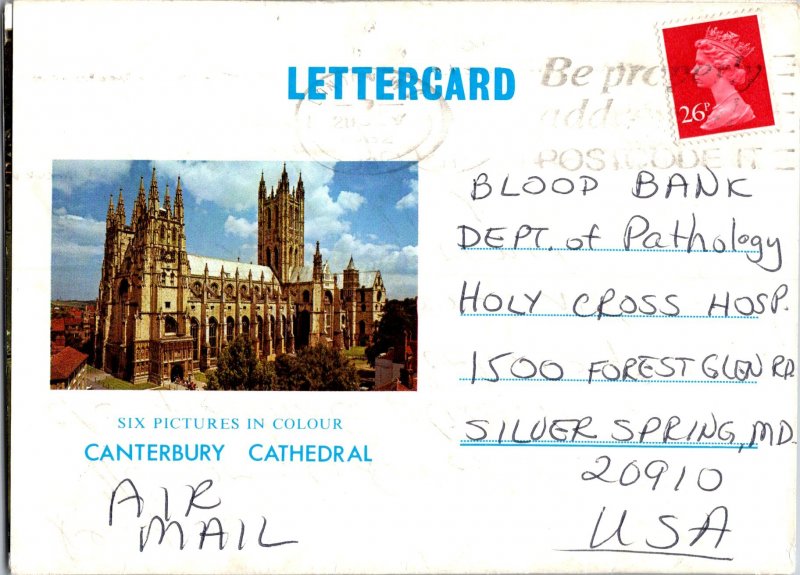 LETTERCARD
Be
POSTCODE IT
26P
BLOOD BANK
DEPT. of Pathology
HOLY CROSS HOSP.
1500 FOREST GLEN RD
SILVER SPRING, MD.
20910
USA
SIX PICTURES IN COLOUR
CANTERBURY CATHEDRAL
AIR
MAIL